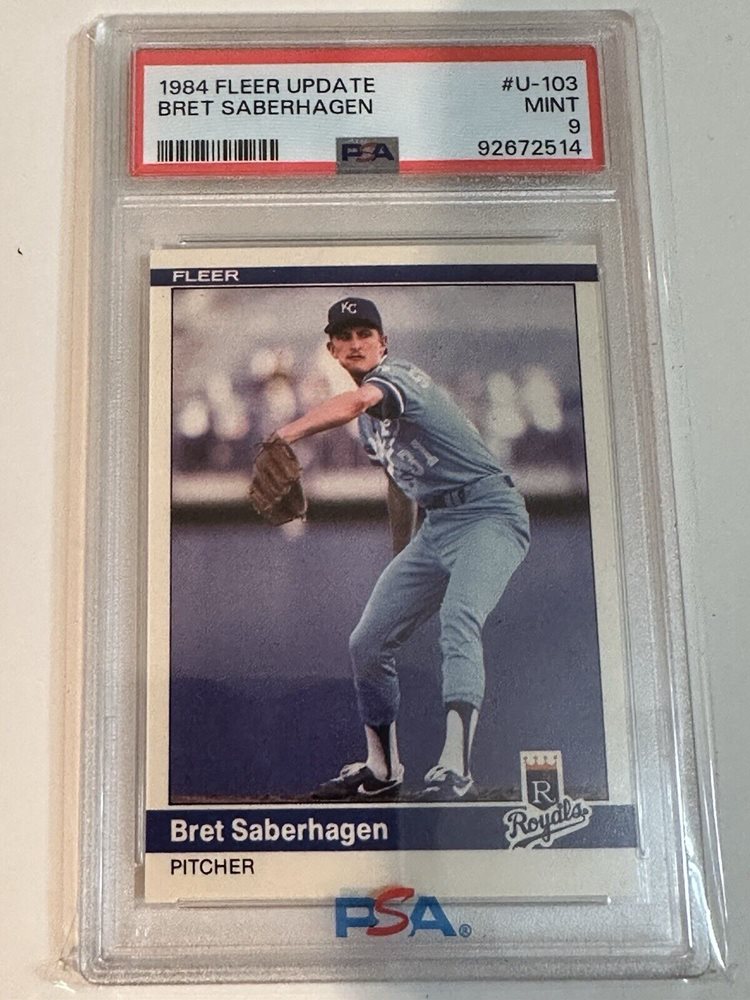 1984 FLEER UPDATE #U-103
BRET SABERHAGEN MINT
9
PSA 92672514
FLEER
KC
31
R
Royals
Bret Saberhagen
PITCHER
PSA®